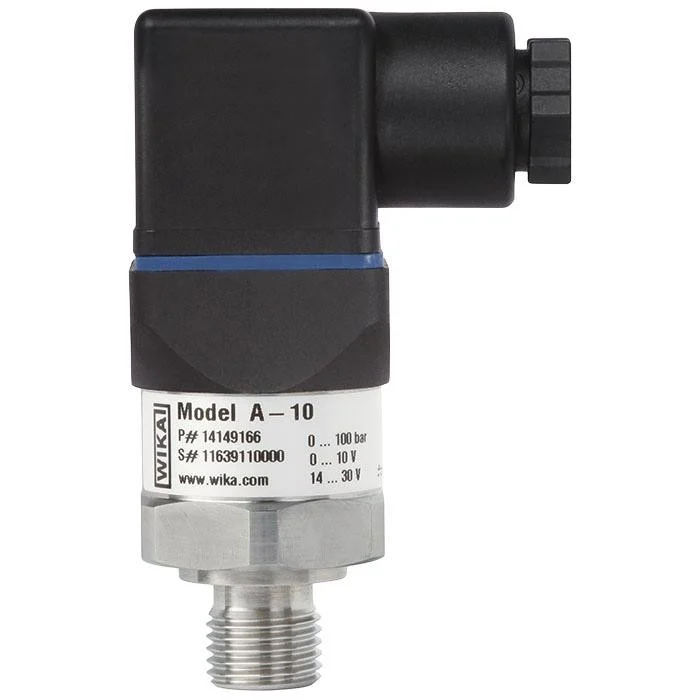 WIKA
Model A-10
P# 14149166
S# 11639110000
www.wika.com
0 ... 100 bar
0 ... 10 V
14 ... 30 V